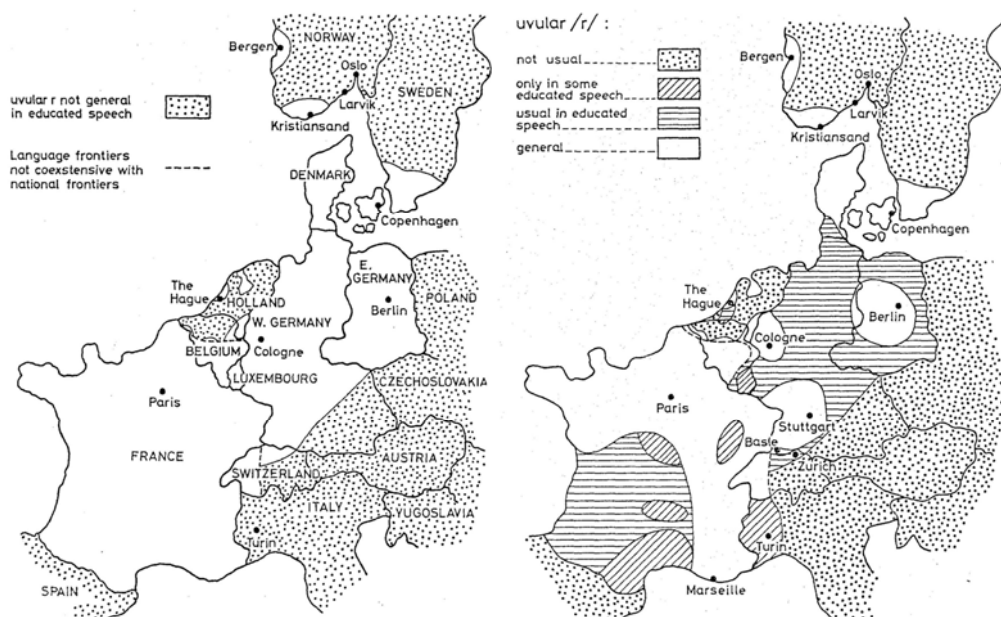 Bergen
NORWAY
Oslo
Larvik
SWEDEN
Kristiansand
uvular r not general
in educated speech
Language frontiers
not coextensive with
national frontiers
DENMARK
Copenhagen
E.
GERMANY
Berlin
The
Hague
HOLLAND
POLAND
W. GERMANY
BELGIUM
Cologne
LUXEMBOURG
CZECHOSLOVAKIA
Paris
FRANCE
SWITZERLAND
AUSTRIA
ITALY
YUGOSLAVIA
Turin
SPAIN
uvular /r/ :
not usual
only in some
educated speech
usual in educated
speech
general
Bergen
Oslo
Larvik
Kristiansand
Copenhagen
The
Hague
Berlin
Cologne
Paris
Stuttgart
Basle
Zurich
Turin
Marseille